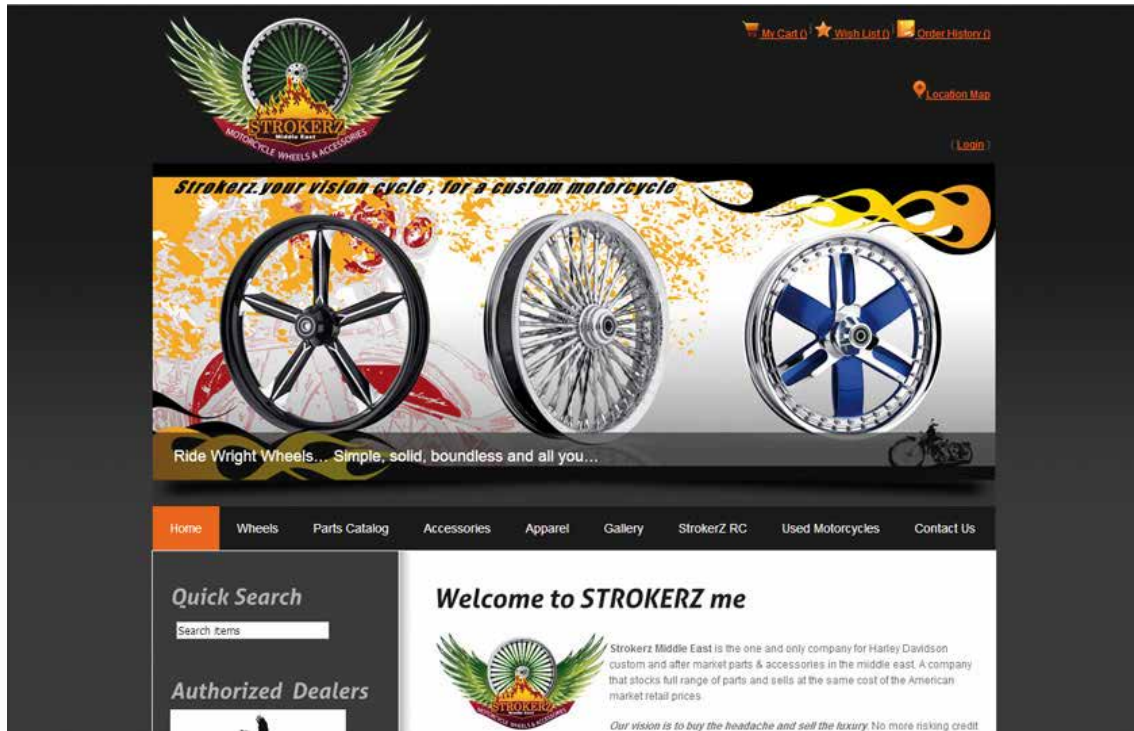 STROKERZ
Middle East
MOTORCYCLE WHEELS & ACCESSORIES
My Cart () | Wish List () | Order History ()
Location Map
( Login )
Strokerz.your vision cycle , for a custom motorcycle
Ride Wright Wheels... Simple, solid, boundless and all you...
Home Wheels Parts Catalog Accessories Apparel Gallery StrokerZ RC Used Motorcycles Contact Us
Quick Search
Search items
Authorized Dealers
Welcome to STROKERZ me
STROKERZ
MOTORCYCLE WHEELS & ACCESSORIES
Strokerz Middle East is the one and only company for Harley Davidson
custom and after market parts & accessories in the middle east. A company
that stocks full range of parts and sells at the same cost of the American
market retail prices.
Our vision is to buy the headache and sell the luxury. No more risking credit